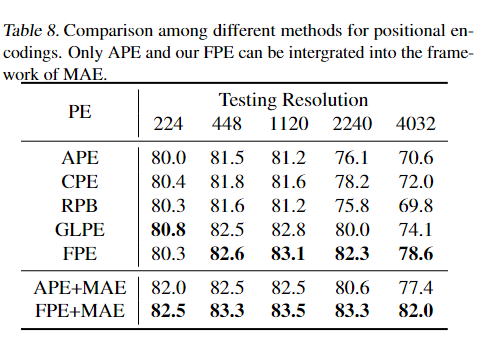 Table 8. Comparison among different methods for positional en-
codings. Only APE and our FPE can be intergrated into the frame-
work of MAE.
PE Testing Resolution
224 448 1120 2240 4032
APE 80.0 81.5 81.2 76.1 70.6
CPE 80.4 81.8 81.6 78.2 72.0
RPB 80.3 81.6 81.2 75.8 69.8
GLPE 80.8 82.5 82.8 80.0 74.1
FPE 80.3 82.6 83.1 82.3 78.6
APE+MAE 82.0 82.5 82.5 80.6 77.4
FPE+MAE 82.5 83.3 83.5 83.3 82.0